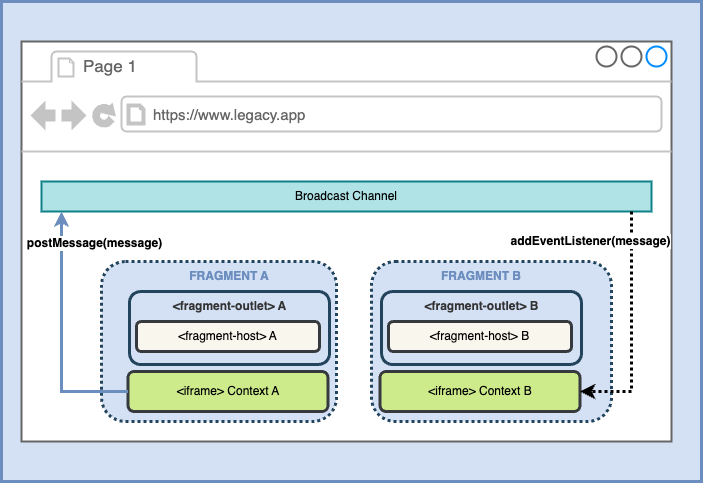 Page 1
https://www.legacy.app
Broadcast Channel
postMessage(message)
addEventListener(message)
FRAGMENT A
<fragment-outlet> A
<fragment-host> A
<iframe> Context A
FRAGMENT B
<fragment-outlet> B
<fragment-host> B
<iframe> Context B